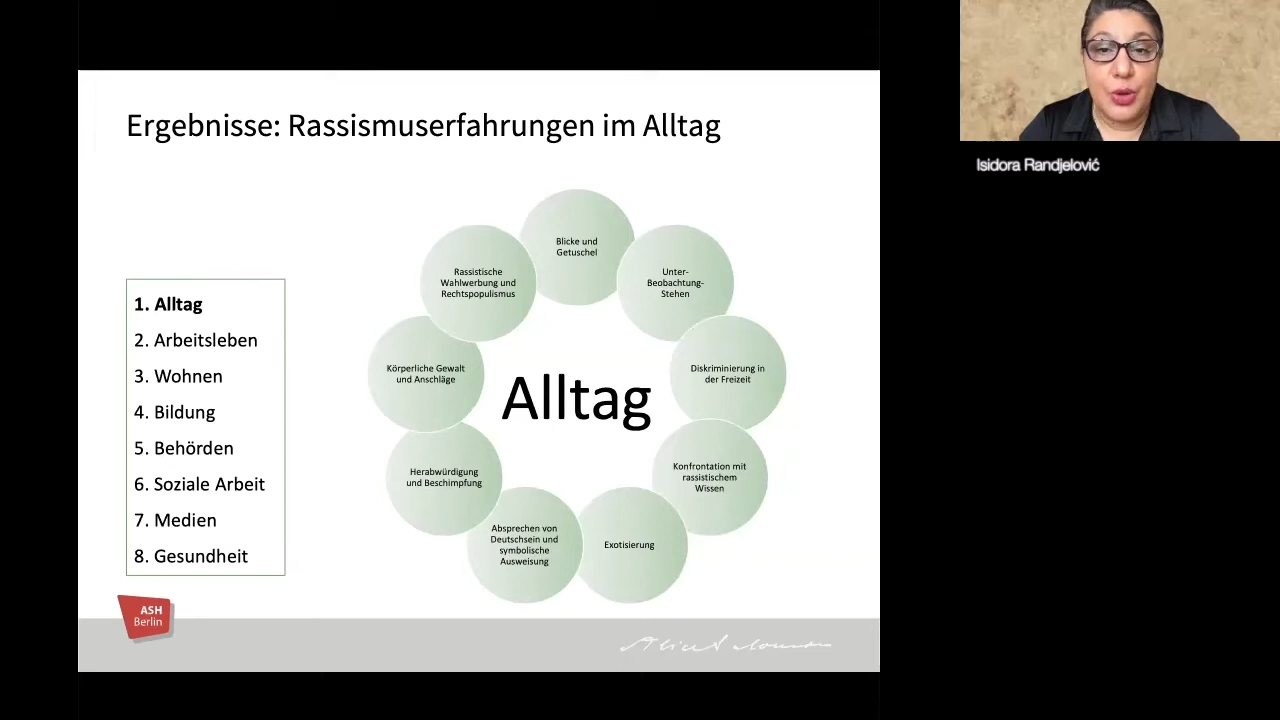 Ergebnisse: Rassismuserfahrungen im Alltag
1. Alltag
2. Arbeitsleben
3. Wohnen
4. Bildung
5. Behörden
6. Soziale Arbeit
7. Medien
8. Gesundheit
Blicke und
Getuschel
Unter-
Beobachtung-
Stehen
Diskriminierung in
der Freizeit
Konfrontation mit
rassistischem
Wissen
Exotisierung
Absprechen von
Deutschsein und
symbolische
Ausweisung
Herabwürdigung
und Beschimpfung
Körperliche Gewalt
und Anschläge
Rassistische
Wahlwerbung und
Rechtspopulismus
Alltag
ASH
Berlin
Alice Salomon
Isidora Randjelović